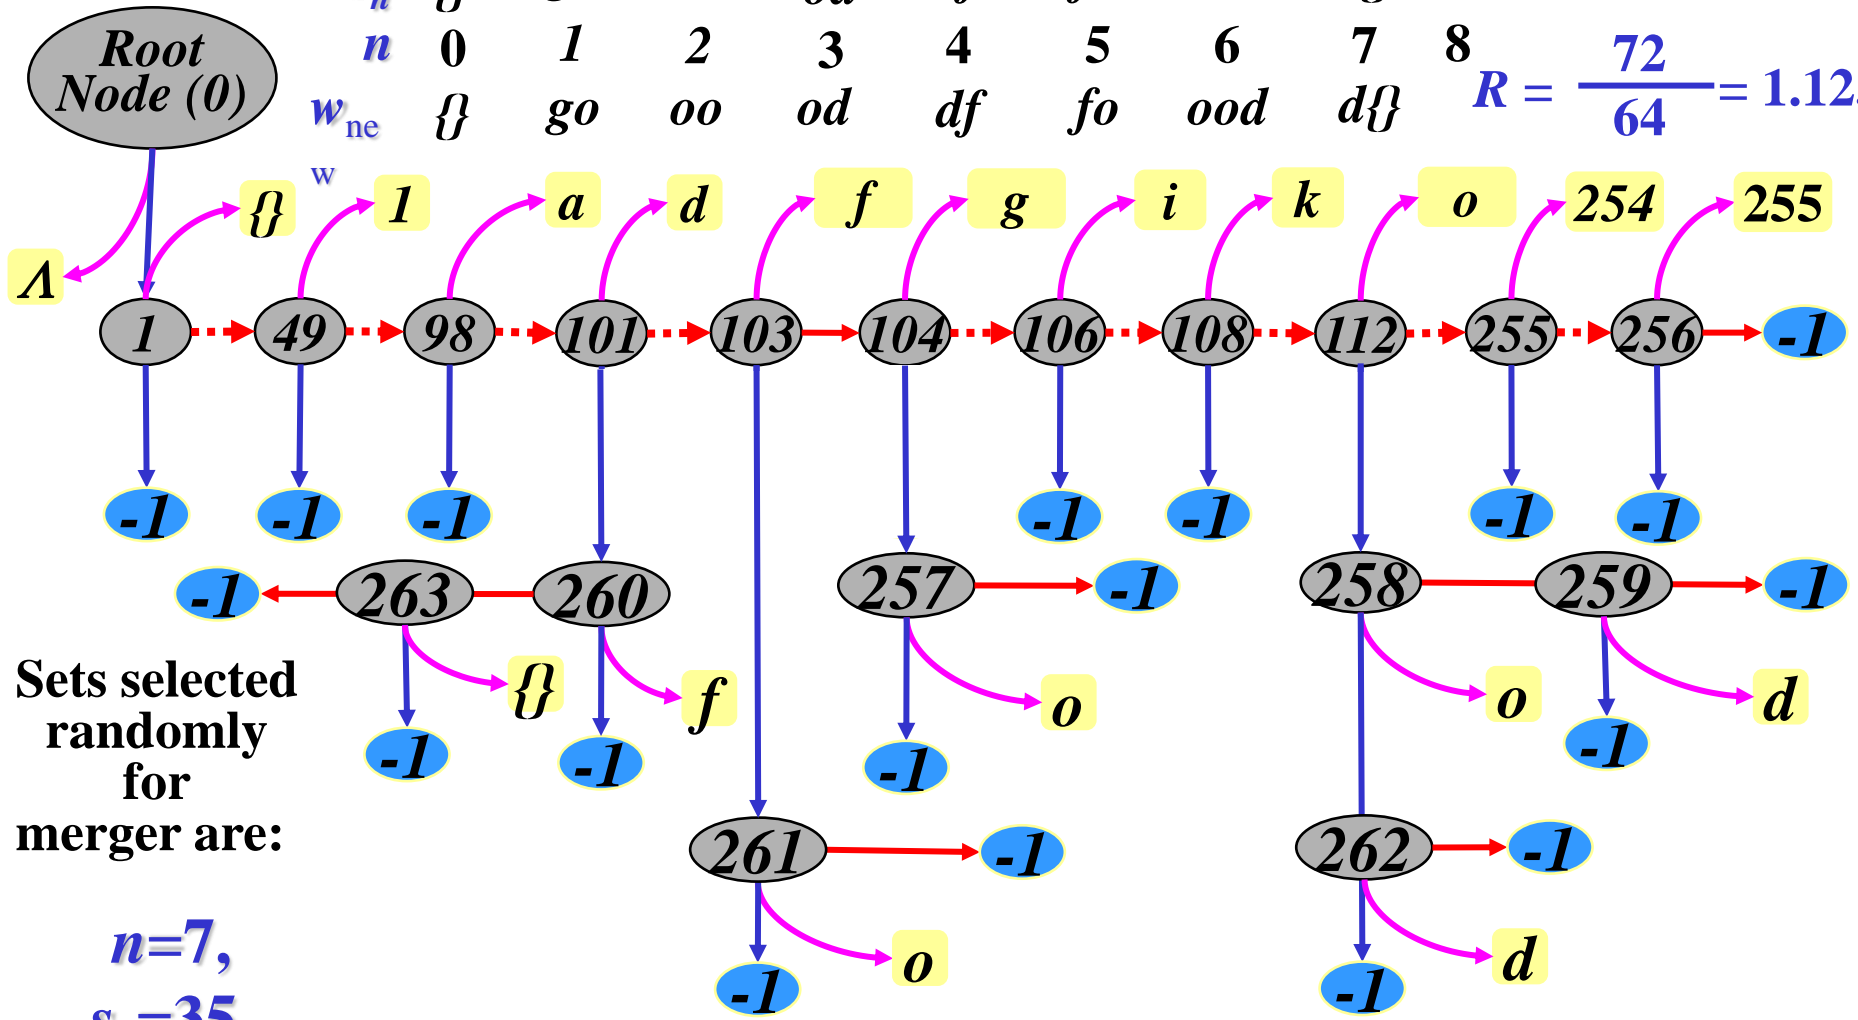 n 0 1 2 3 4 5 6 7 8
R = 72/64 = 1.12
w_new {} go oo od df fo ood d{}
Root
Node (0)
{} 1 a d f g i k o 254 255
Λ
1 49 98 101 103 104 106 108 112 255 256 -1
-1 -1 -1 -1 -1 -1 -1
-1 263 260 257 -1 258 259 -1
{} f o o d
-1 -1 -1 -1
Sets selected
randomly
for
merger are:
261 -1 262 -1
o d
-1 -1
n=7,
=35